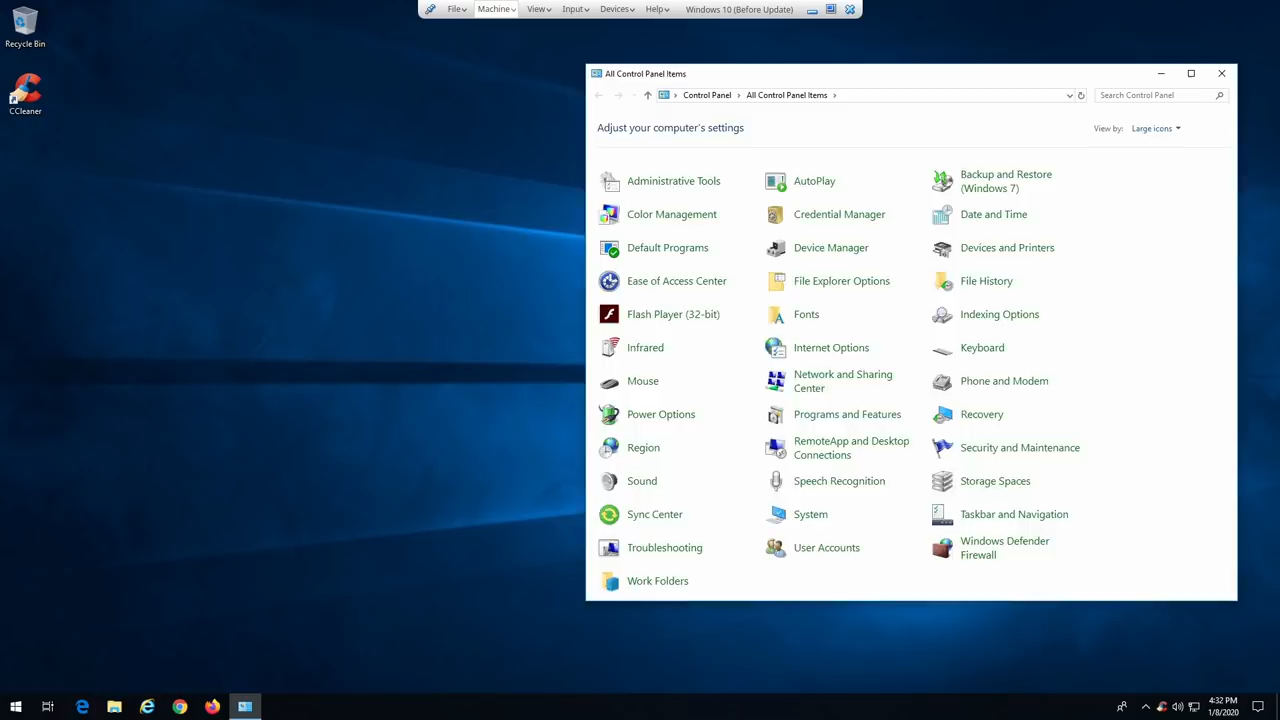 File Machine View Input Devices Help Windows 10 (Before Update)
Recycle Bin
CCleaner
All Control Panel Items
Control Panel All Control Panel Items
Search Control Panel
Adjust your computer's settings
View by: Large icons
Administrative Tools
AutoPlay
Backup and Restore
(Windows 7)
Color Management
Credential Manager
Date and Time
Default Programs
Device Manager
Devices and Printers
Ease of Access Center
File Explorer Options
File History
Flash Player (32-bit)
Fonts
Indexing Options
Infrared
Internet Options
Keyboard
Mouse
Network and Sharing
Center
Phone and Modem
Power Options
Programs and Features
Recovery
Region
RemoteApp and Desktop
Connections
Security and Maintenance
Sound
Speech Recognition
Storage Spaces
Sync Center
System
Taskbar and Navigation
Troubleshooting
User Accounts
Windows Defender
Firewall
Work Folders
4:32 PM
1/8/2020